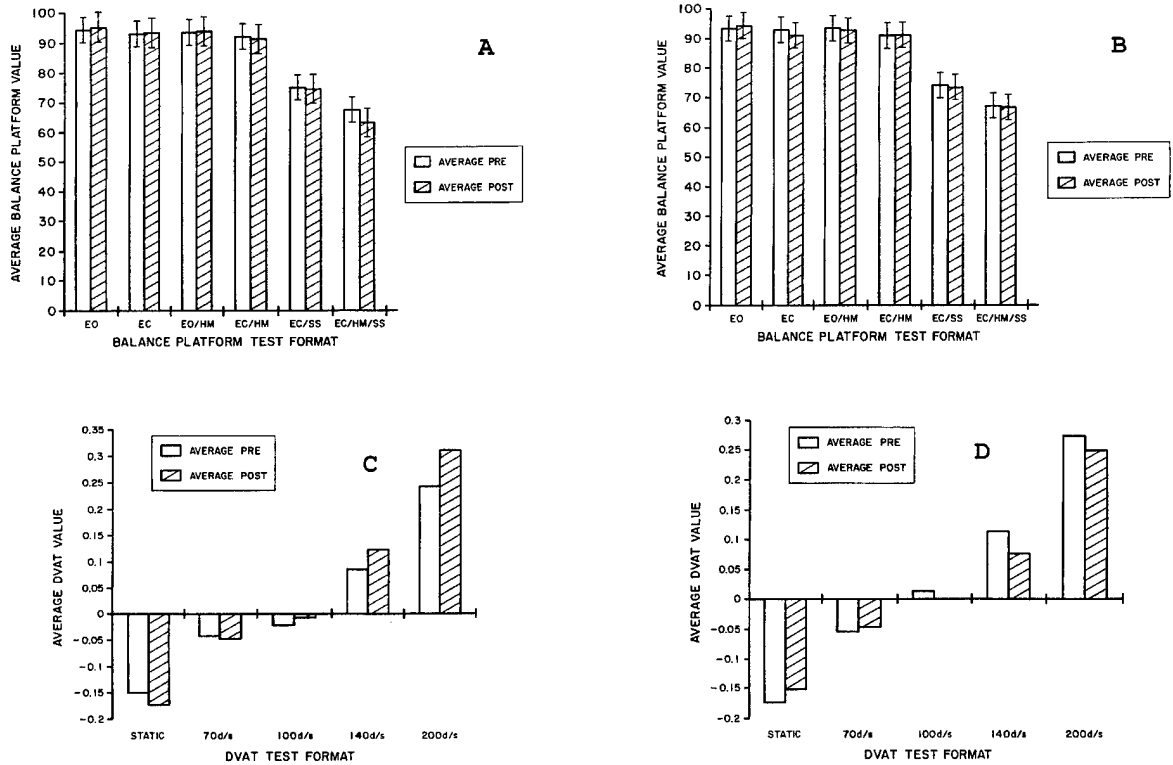 A
AVERAGE BALANCE PLATFORM VALUE
100
90
80
70
60
50
40
30
20
10
0
EO EC EO/HM EC/HM EC/SS EC/HM/SS
BALANCE PLATFORM TEST FORMAT
AVERAGE PRE
AVERAGE POST
B
AVERAGE BALANCE PLATFORM VALUE
100
90
80
70
60
50
40
30
20
10
0
EO EC EO/HM EC/HM EC/SS EC/HM/SS
BALANCE PLATFORM TEST FORMAT
AVERAGE PRE
AVERAGE POST
C
AVERAGE DVAT VALUE
0.35
0.3
0.25
0.2
0.15
0.1
0.05
0
-0.05
-0.1
-0.15
-0.2
AVERAGE PRE
AVERAGE POST
STATIC 70d/s 100d/s 140d/s 200d/s
DVAT TEST FORMAT
D
AVERAGE DVAT VALUE
0.3
0.25
0.2
0.15
0.1
0.05
0
-0.05
-0.1
-0.15
-0.2
AVERAGE PRE
AVERAGE POST
STATIC 70d/s 100d/s 140d/s 200d/s
DVAT TEST FORMAT